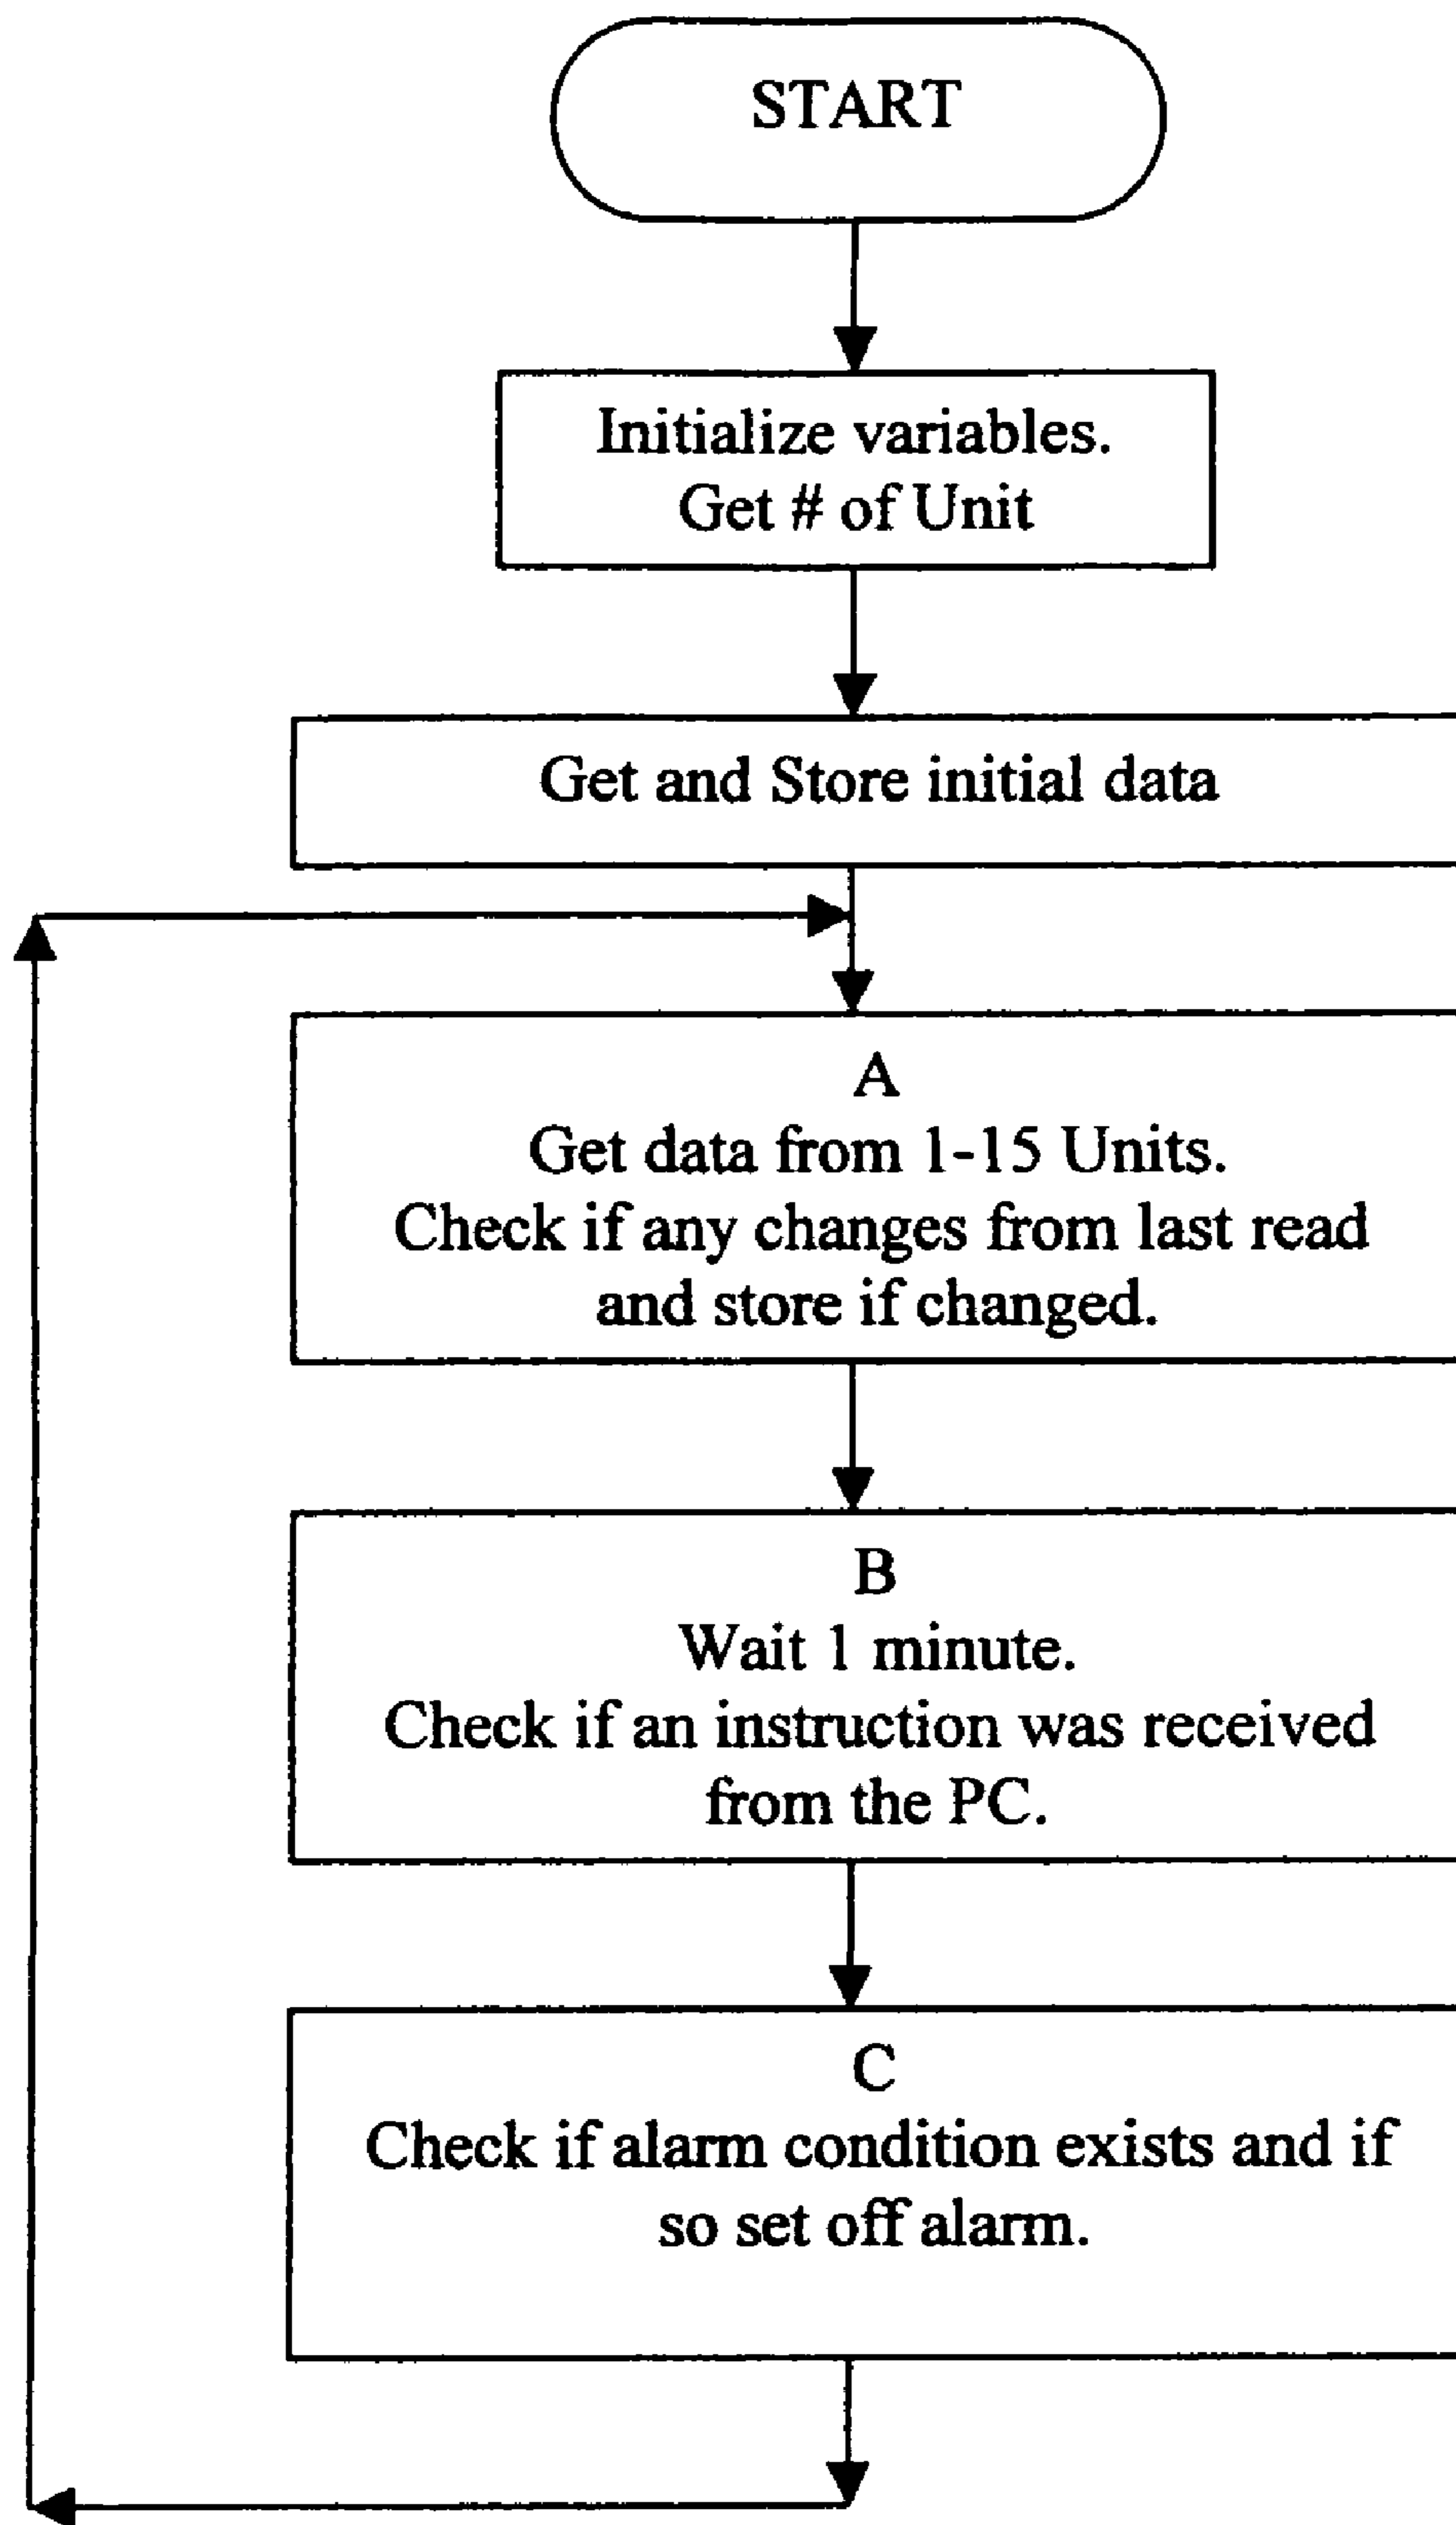 START
Initialize variables.
Get # of Unit
Get and Store initial data
A
Get data from 1-15 Units.
Check if any changes from last read
and store if changed.
B
Wait 1 minute.
Check if an instruction was received
from the PC.
C
Check if alarm condition exists and if
so set off alarm.